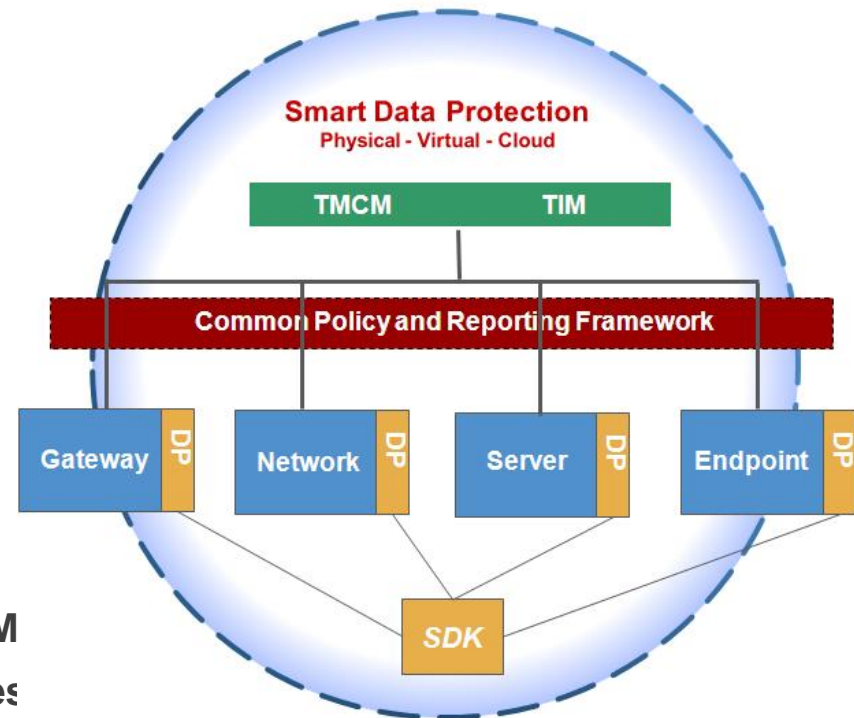 Smart Data Protection
Physical - Virtual - Cloud
TMCM TIM
Common Policy and Reporting Framework
Gateway DP Network DP Server DP Endpoint DP
SDK
M
es